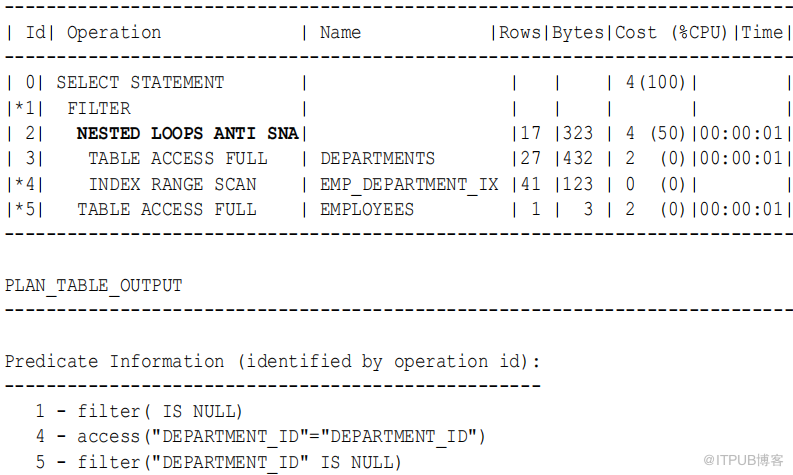 ---------------------------------------------------------------------------
| Id| Operation             | Name            |Rows|Bytes|Cost (%CPU)|Time|
---------------------------------------------------------------------------
| 0| SELECT STATEMENT       |                   |   |   | 4(100)|        |
|*1|  FILTER                |                   |   |   |       |        |
| 2|   NESTED LOOPS ANTI SNA|                   |17 |323 | 4 (50)|00:00:01|
| 3|    TABLE ACCESS FULL   | DEPARTMENTS       |27 |432 | 2  (0)|00:00:01|
|*4|    INDEX RANGE SCAN    | EMP_DEPARTMENT_IX |41 |123 | 0  (0)|        |
|*5|   TABLE ACCESS FULL    | EMPLOYEES         | 1 |  3 | 2  (0)|00:00:01|
---------------------------------------------------------------------------
PLAN_TABLE_OUTPUT
---------------------------------------------------------------------------
Predicate Information (identified by operation id):
---------------------------------------------------
1 - filter( IS NULL)
4 - access("DEPARTMENT_ID"="DEPARTMENT_ID")
5 - filter("DEPARTMENT_ID" IS NULL)
@ITPUB博客